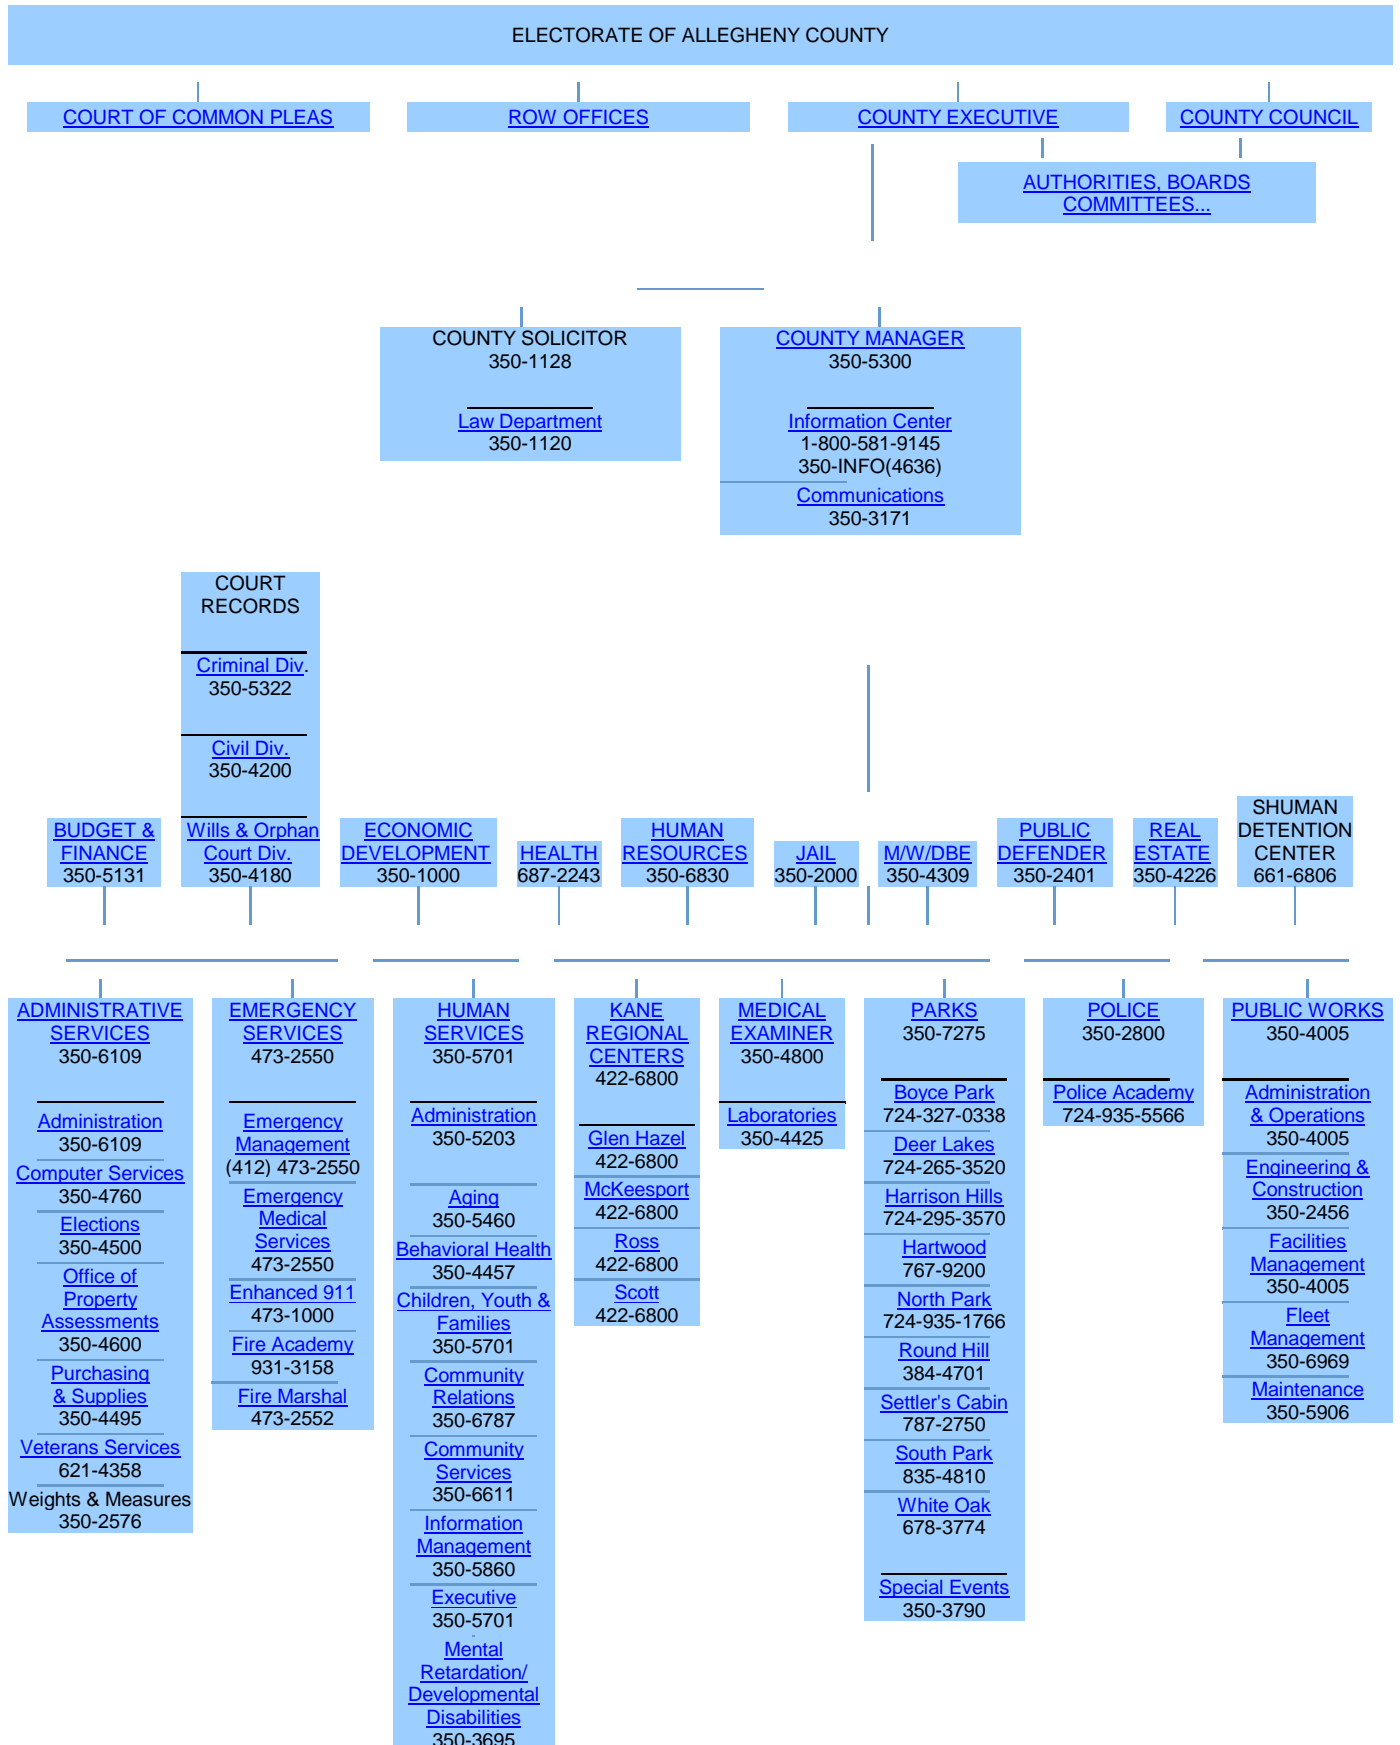 ELECTORATE OF ALLEGHENY COUNTY
COURT OF COMMON PLEAS
ROW OFFICES
COUNTY EXECUTIVE
COUNTY COUNCIL
AUTHORITIES, BOARDS
COMMITTEES...
COUNTY SOLICITOR
350-1128
Law Department
350-1120
COUNTY MANAGER
350-5300
Information Center
1-800-581-9145
350-INFO(4636)
Communications
350-3171
BUDGET &
FINANCE
350-5131
COURT
RECORDS
Criminal Div.
350-5322
Civil Div.
350-4200
Wills & Orphan
Court Div.
350-4180
ECONOMIC
DEVELOPMENT
350-1000
HEALTH
687-2243
HUMAN
RESOURCES
350-6830
JAIL
350-2000
M/W/DBE
350-4309
PUBLIC
DEFENDER
350-2401
REAL
ESTATE
350-4226
SHUMAN
DETENTION
CENTER
661-6806
ADMINISTRATIVE
SERVICES
350-6109
Administration
350-6109
Computer Services
350-4760
Elections
350-4500
Office of
Property
Assessments
350-4600
Purchasing
& Supplies
350-4495
Veterans Services
621-4358
Weights & Measures
350-2576
EMERGENCY
SERVICES
473-2550
Emergency
Management
(412) 473-2550
Emergency
Medical
Services
473-2550
Enhanced 911
473-1000
Fire Academy
931-3158
Fire Marshal
473-2552
HUMAN
SERVICES
350-5701
Administration
350-5203
Aging
350-5460
Behavioral Health
350-4457
Children, Youth &
Families
350-5701
Community
Relations
350-6787
Community
Services
350-6611
Information
Management
350-5860
Executive
350-5701
Mental
Retardation/
Developmental
Disabilities
350-3695
KANE
REGIONAL
CENTERS
422-6800
Glen Hazel
422-6800
McKeesport
422-6800
Ross
422-6800
Scott
422-6800
MEDICAL
EXAMINER
350-4800
Laboratories
350-4425
PARKS
350-7275
Boyce Park
724-327-0338
Deer Lakes
724-265-3520
Harrison Hills
724-295-3570
Hartwood
767-9200
North Park
724-935-1766
Round Hill
384-4701
Settler's Cabin
787-2750
South Park
835-4810
White Oak
678-3774
Special Events
350-3790
POLICE
350-2800
Police Academy
724-935-5566
PUBLIC WORKS
350-4005
Administration
& Operations
350-4005
Engineering &
Construction
350-2456
Facilities
Management
350-4005
Fleet
Management
350-6969
Maintenance
350-5906